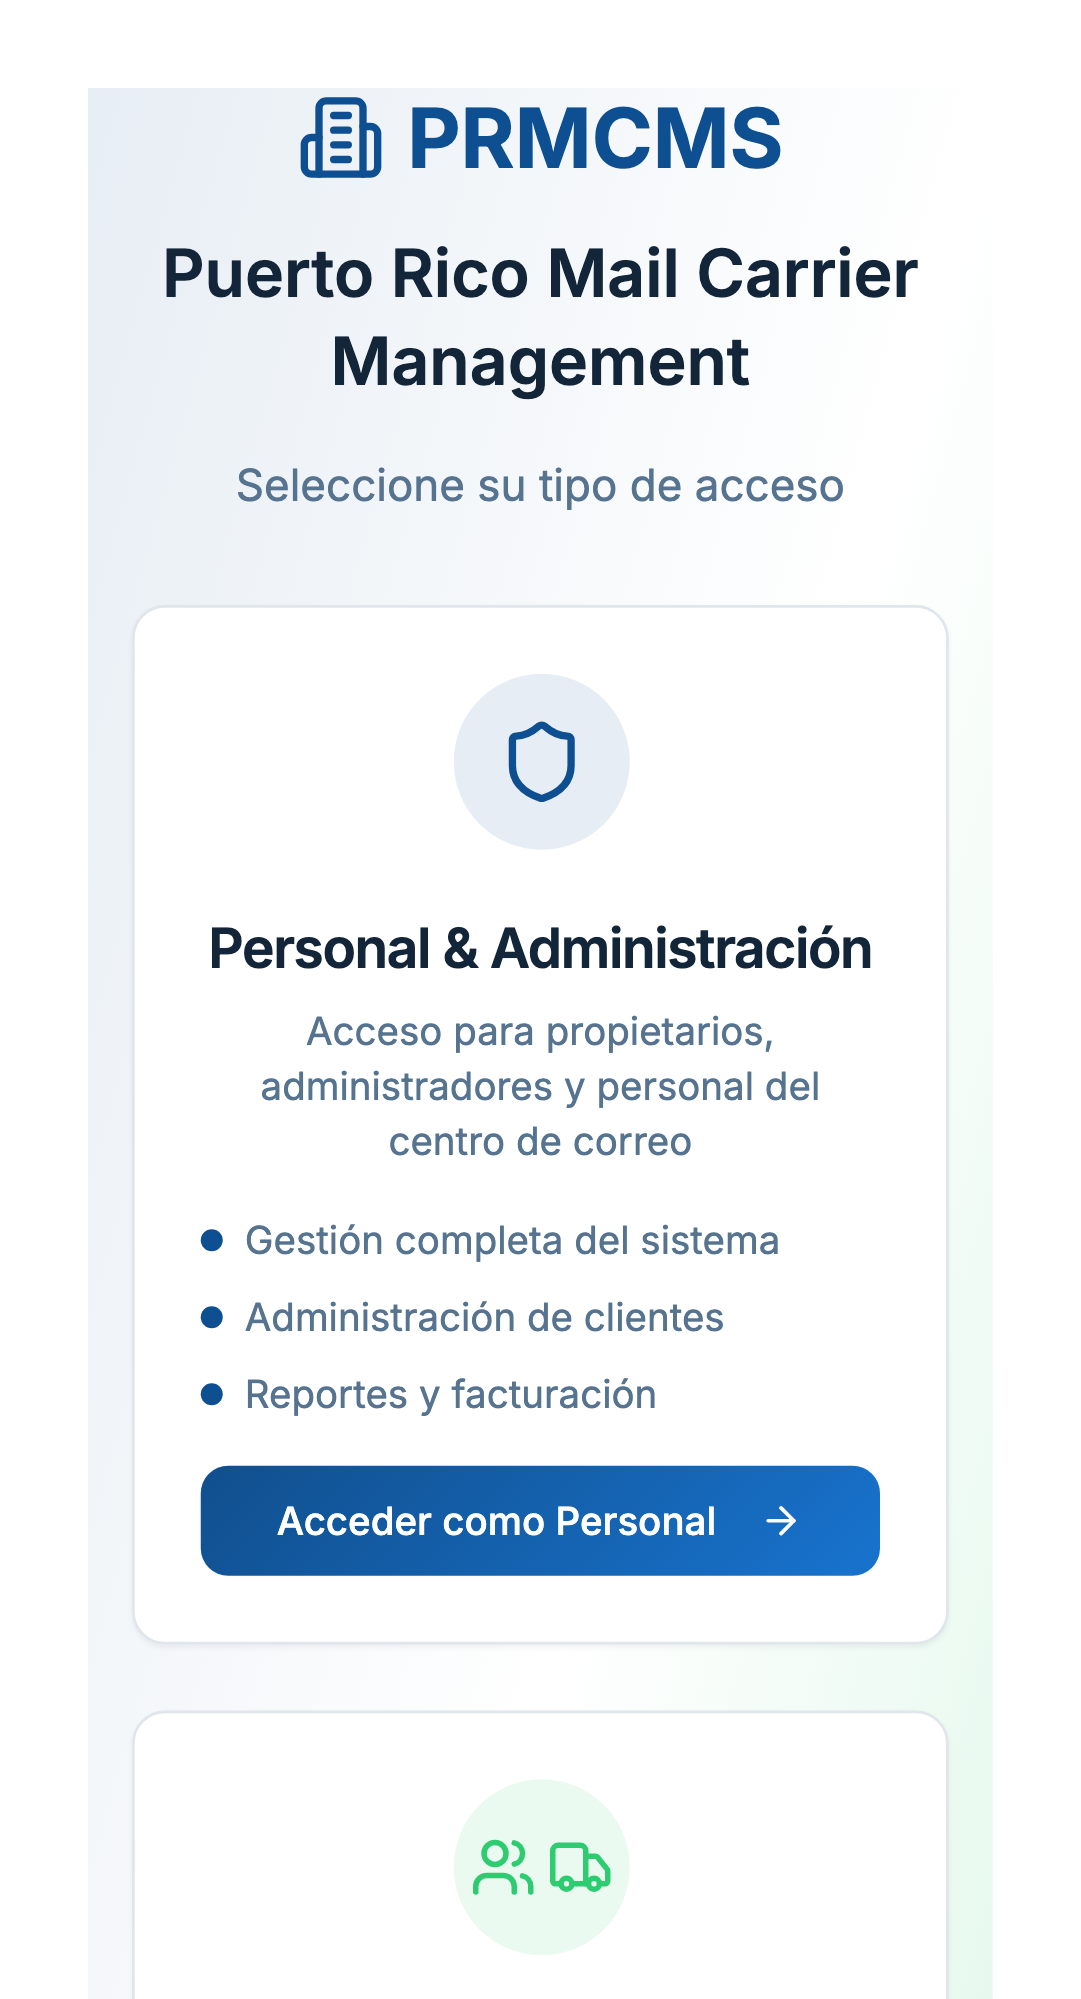 PRMCMS
Puerto Rico Mail Carrier
Management
Seleccione su tipo de acceso
Personal & Administración
Acceso para propietarios,
administradores y personal del
centro de correo
Gestión completa del sistema
Administración de clientes
Reportes y facturación
Acceder como Personal